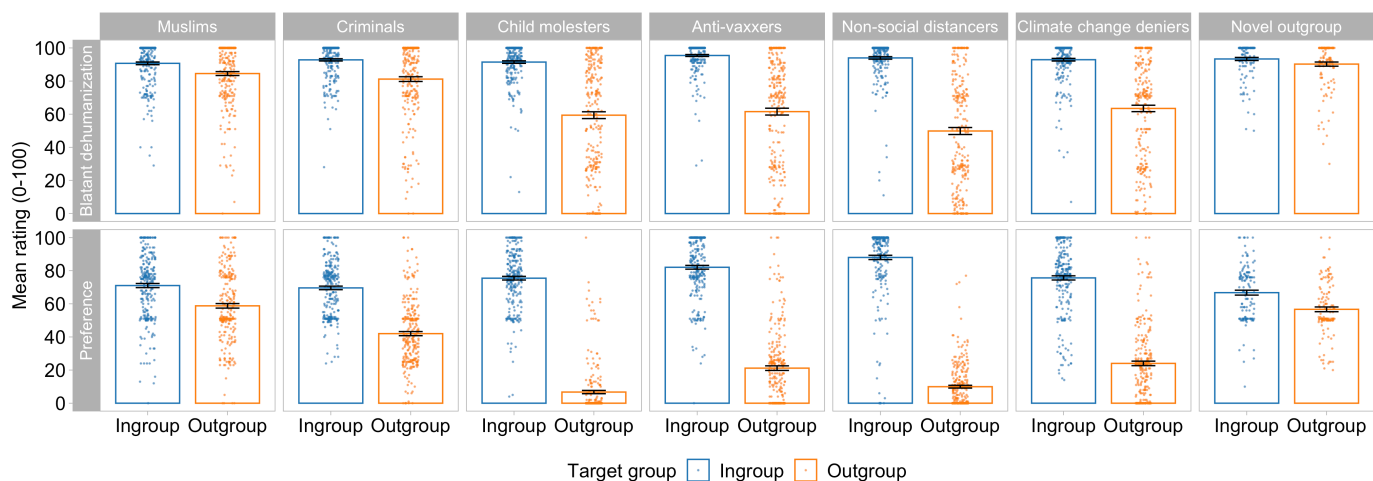 Muslims Criminals Child molesters Anti-vaxxers Non-social distancers Climate change deniers Novel outgroup
Mean rating (0-100)
Blatant dehumanization
100
80
60
40
20
0
Preference
100
80
60
40
20
0
Ingroup Outgroup Ingroup Outgroup Ingroup Outgroup Ingroup Outgroup Ingroup Outgroup Ingroup Outgroup Ingroup Outgroup
Target group Ingroup Outgroup